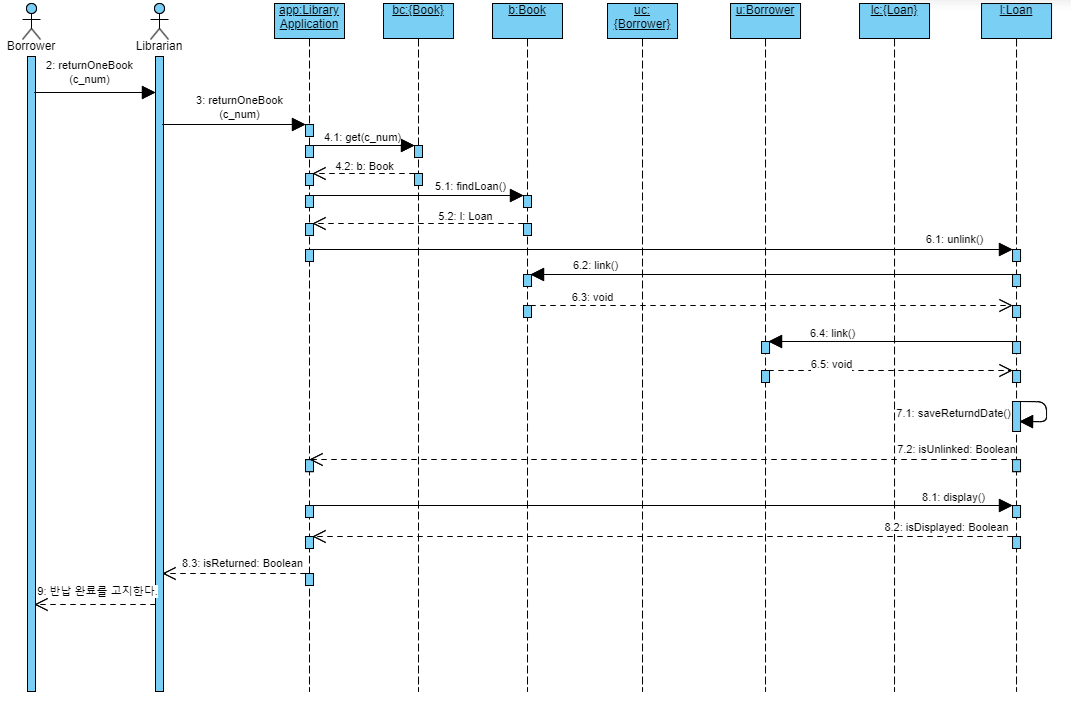 app:Library
Application
bc:{Book}
b:Book
uc:
{Borrower}
u:Borrower
lc:{Loan}
l:Loan
Borrower
Librarian
2: returnOneBook
(c_num)
3: returnOneBook
(c_num)
4.1: get(c_num)
4.2: b: Book
5.1: findLoan()
5.2: l: Loan
6.1: unlink()
6.2: link()
6.3: void
6.4: link()
6.5: void
7.1: saveReturndDate()
7.2: isUnlinked: Boolean
8.1: display()
8.2: isDisplayed: Boolean
8.3: isReturned: Boolean
9: 반납 완료를 고지한다.